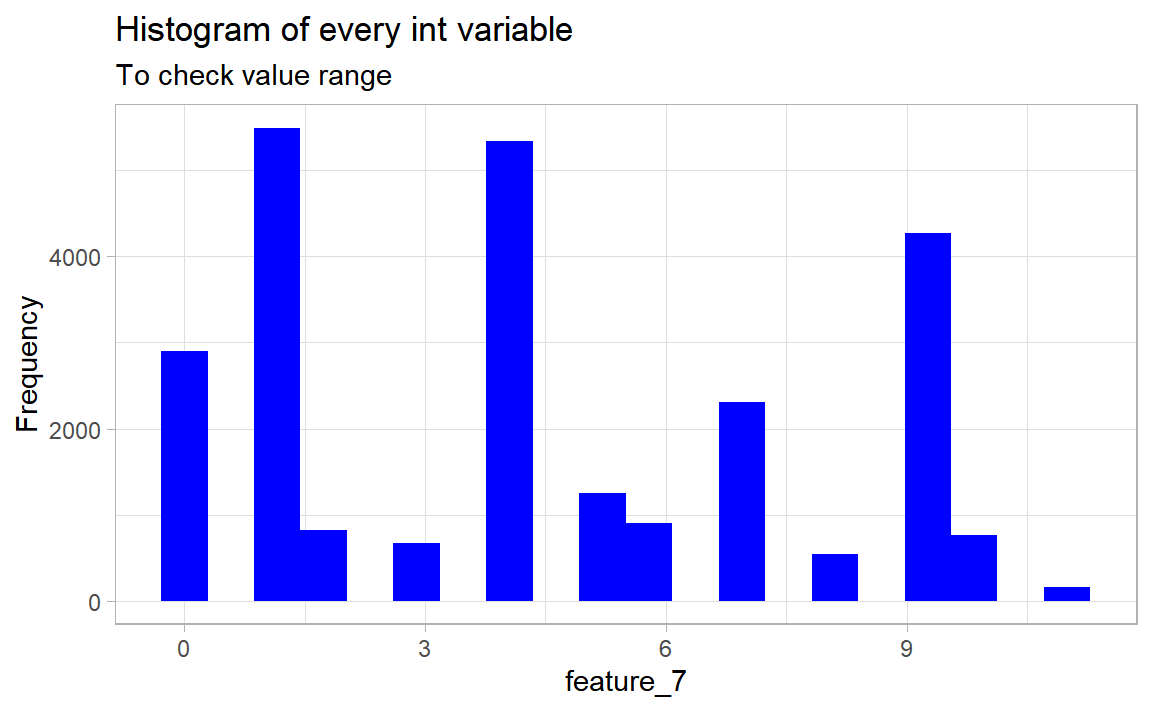 Histogram of every int variable
To check value range
Frequency
4000
2000
0
0 3 6 9
feature_7